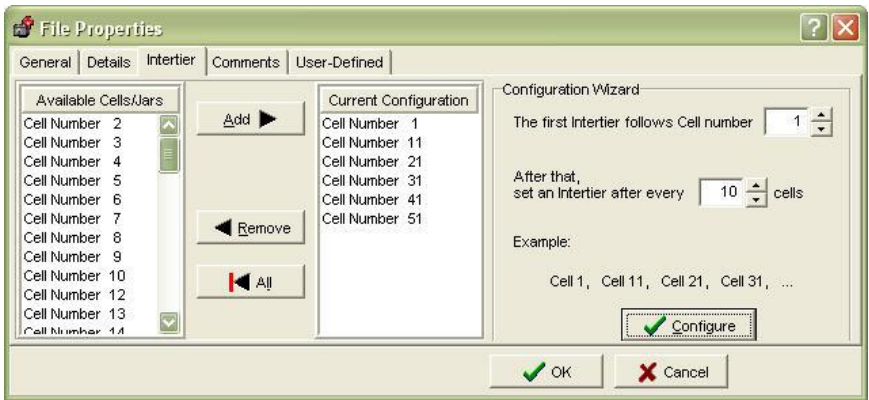 File Properties
General Details Intertier Comments User-Defined
Available Cells/Jars
Cell Number 2
Cell Number 3
Cell Number 4
Cell Number 5
Cell Number 6
Cell Number 7
Cell Number 8
Cell Number 9
Cell Number 10
Cell Number 12
Cell Number 13
Cell Number 14
Add
Remove
All
Current Configuration
Cell Number 1
Cell Number 11
Cell Number 21
Cell Number 31
Cell Number 41
Cell Number 51
Configuration Wizard
The first Intertier follows Cell number 1
After that,
set an Intertier after every 10 cells
Example:
Cell 1, Cell 11, Cell 21, Cell 31, ...
Configure
OK Cancel